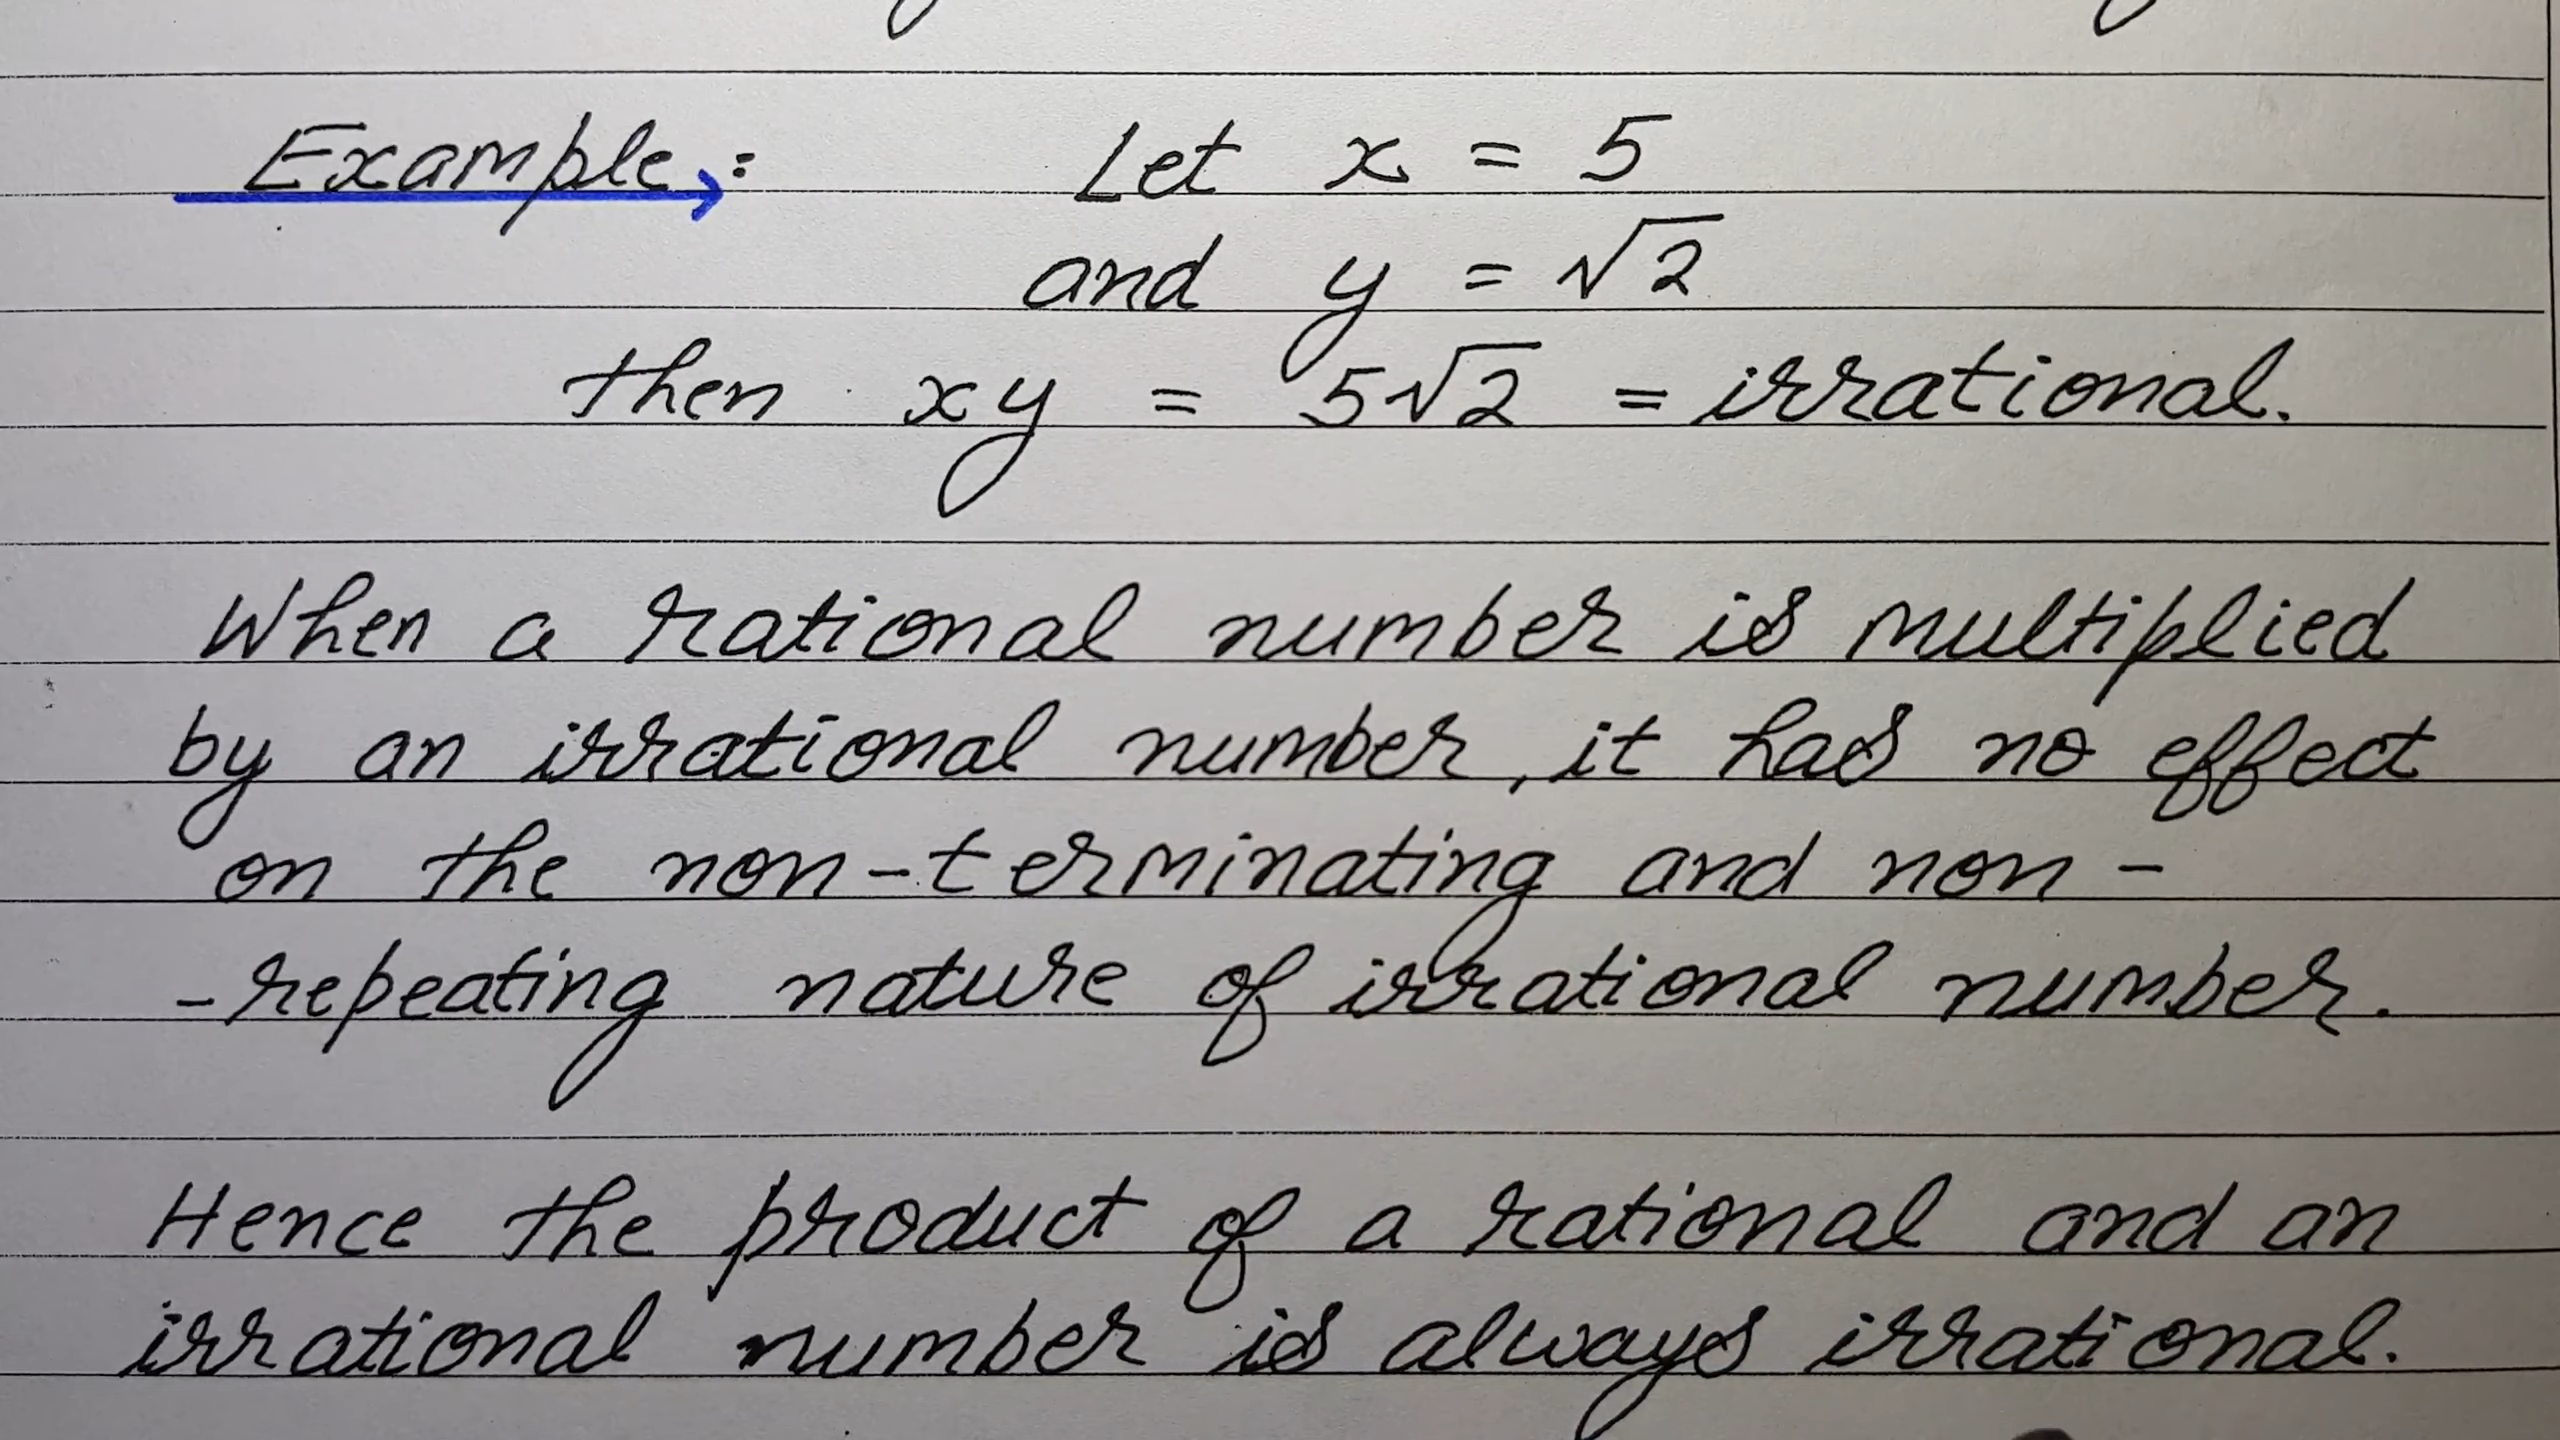 Example:   Let x = 5
and y = √2
then xy = 5√2 = irrational.
When a rational number is multiplied
by an irrational number, it has no effect
on the non-terminating and non-
-repeating nature of irrational number.
Hence the product of a rational and an
irrational number is always irrational.